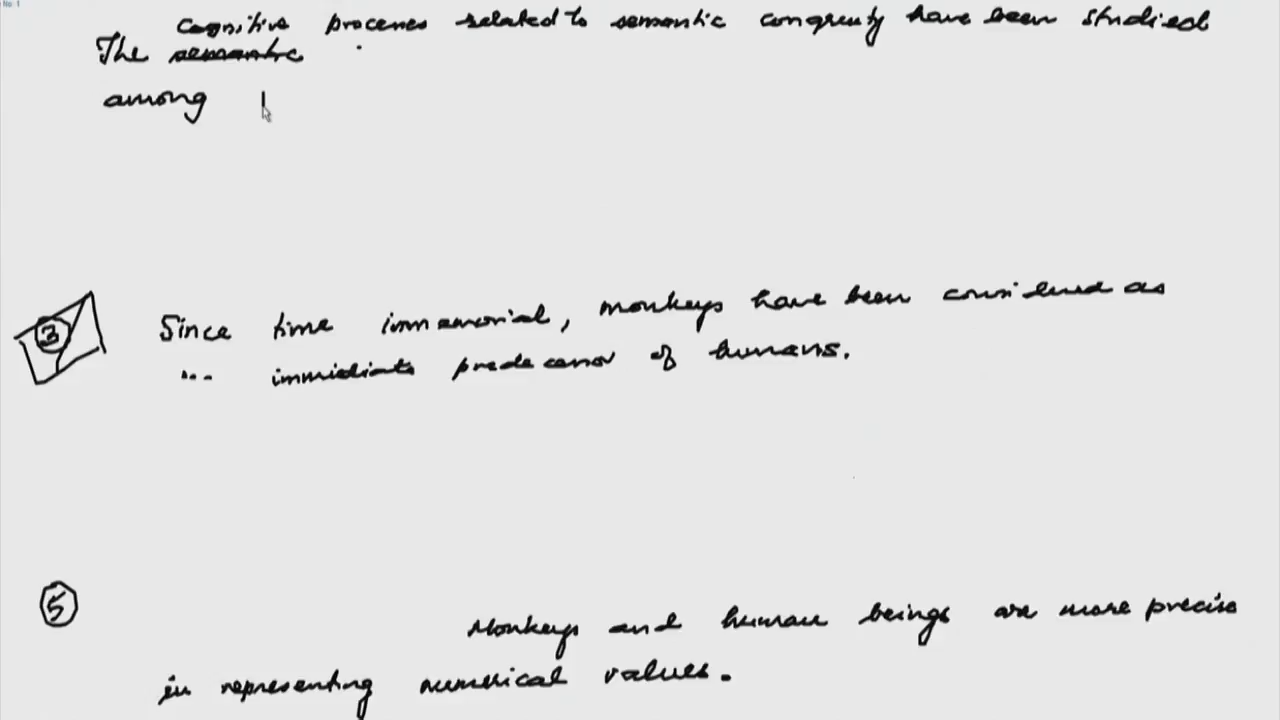 cognitive processes related to semantic congruity have been studied
The semantic
among
3 Since time immemorial, monkeys have been considered as
... immidiate predecessor of humans.
5 Monkeys and human beings are more precise
in representing numerical values.